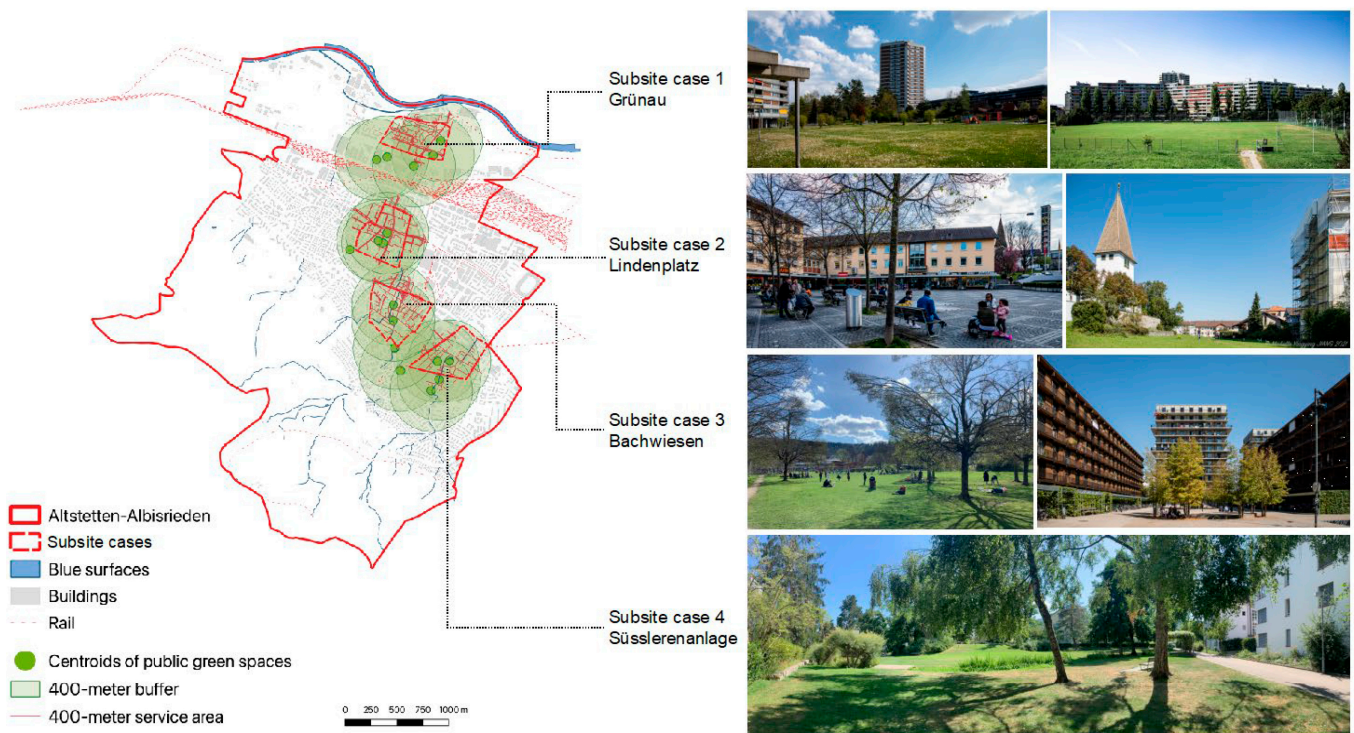 Subsite case 1
Grünau
Subsite case 2
Lindenplatz
Subsite case 3
Bachwiesen
Subsite case 4
Süsslerenanlage
Altstetten-Albisrieden
Subsite cases
Blue surfaces
Buildings
Rail
Centroids of public green spaces
400-meter buffer
400-meter service area
0 250 500 750 1000 m